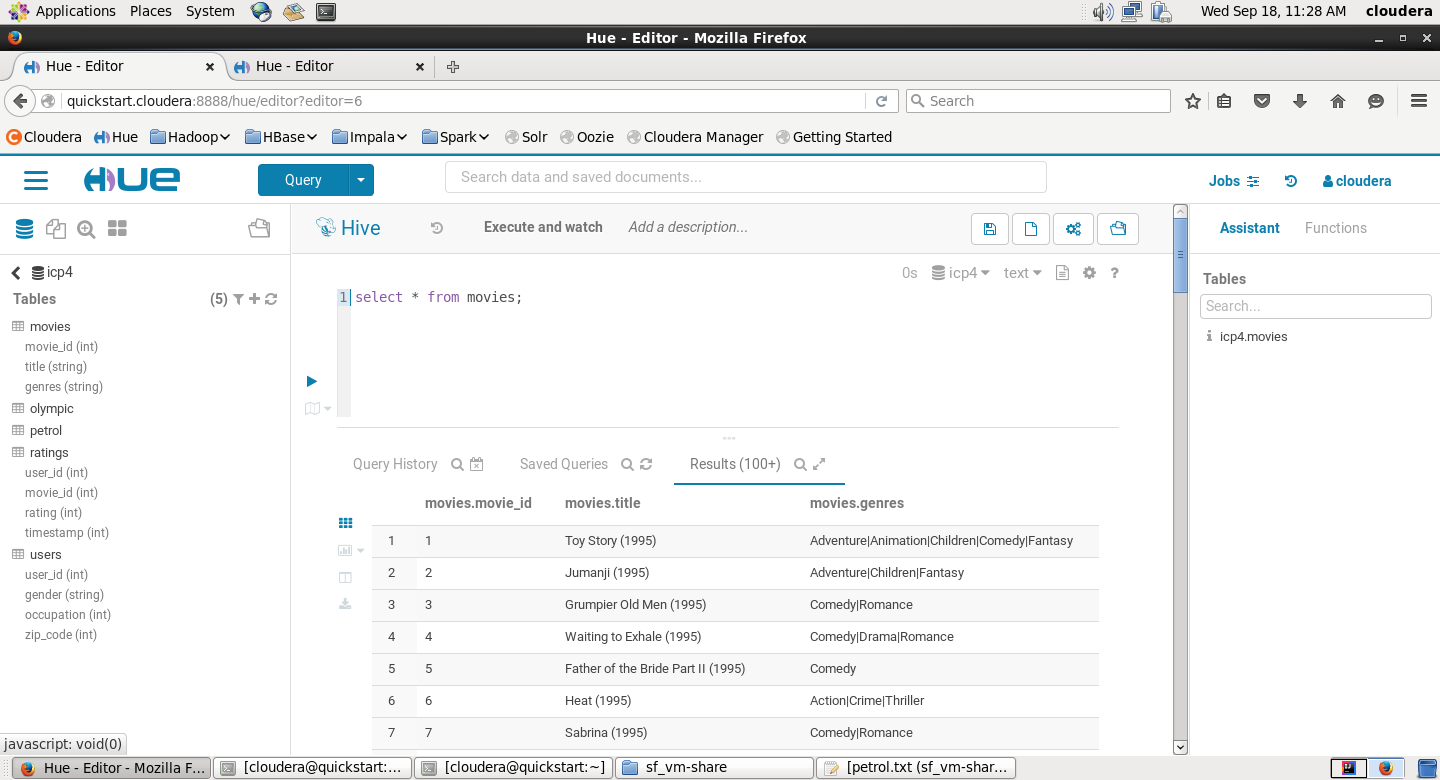 Applications Places System Wed Sep 18, 11:28 AM cloudera
Hue - Editor - Mozilla Firefox
Hue - Editor Hue - Editor
quickstart.cloudera:8888/hue/editor?editor=6 Search
Cloudera Hue Hadoop HBase Impala Spark Solr Oozie Cloudera Manager Getting Started
HUE Query Search data and saved documents... Jobs cloudera
Hive Execute and watch Add a description... Assistant Functions
icp4
Tables (5)
movies
movie_id (int)
title (string)
genres (string)
olympic
petrol
ratings
user_id (int)
movie_id (int)
rating (int)
timestamp (int)
users
user_id (int)
gender (string)
occupation (int)
zip_code (int)
0s icp4 text ?
1 select * from movies;
Query History Saved Queries Results (100+)
movies.movie_id movies.title movies.genres
1 1 Toy Story (1995) Adventure|Animation|Children|Comedy|Fantasy
2 2 Jumanji (1995) Adventure|Children|Fantasy
3 3 Grumpier Old Men (1995) Comedy|Romance
4 4 Waiting to Exhale (1995) Comedy|Drama|Romance
5 5 Father of the Bride Part II (1995) Comedy
6 6 Heat (1995) Action|Crime|Thriller
7 7 Sabrina (1995) Comedy|Romance
Tables
Search...
icp4.movies
javascript: void(0)
Hue - Editor - Mozilla F... [cloudera@quickstart:... [cloudera@quickstart:~] sf_vm-share [petrol.txt (sf_vm-shar...